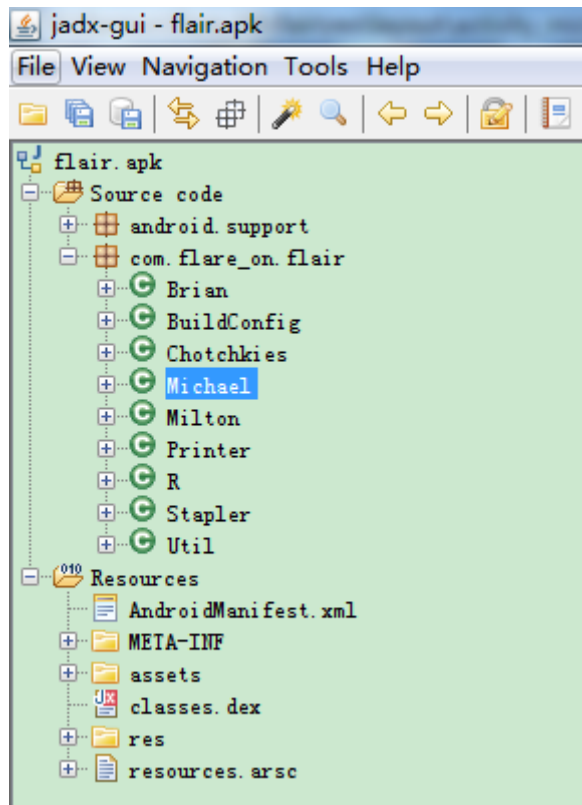 jadx-gui - flair.apk
File View Navigation Tools Help
flair.apk
Source code
android.support
com.flare_on.flair
Brian
BuildConfig
Chotchkies
Michael
Milton
Printer
R
Stapler
Util
Resources
AndroidManifest.xml
META-INF
assets
classes.dex
res
resources.arsc